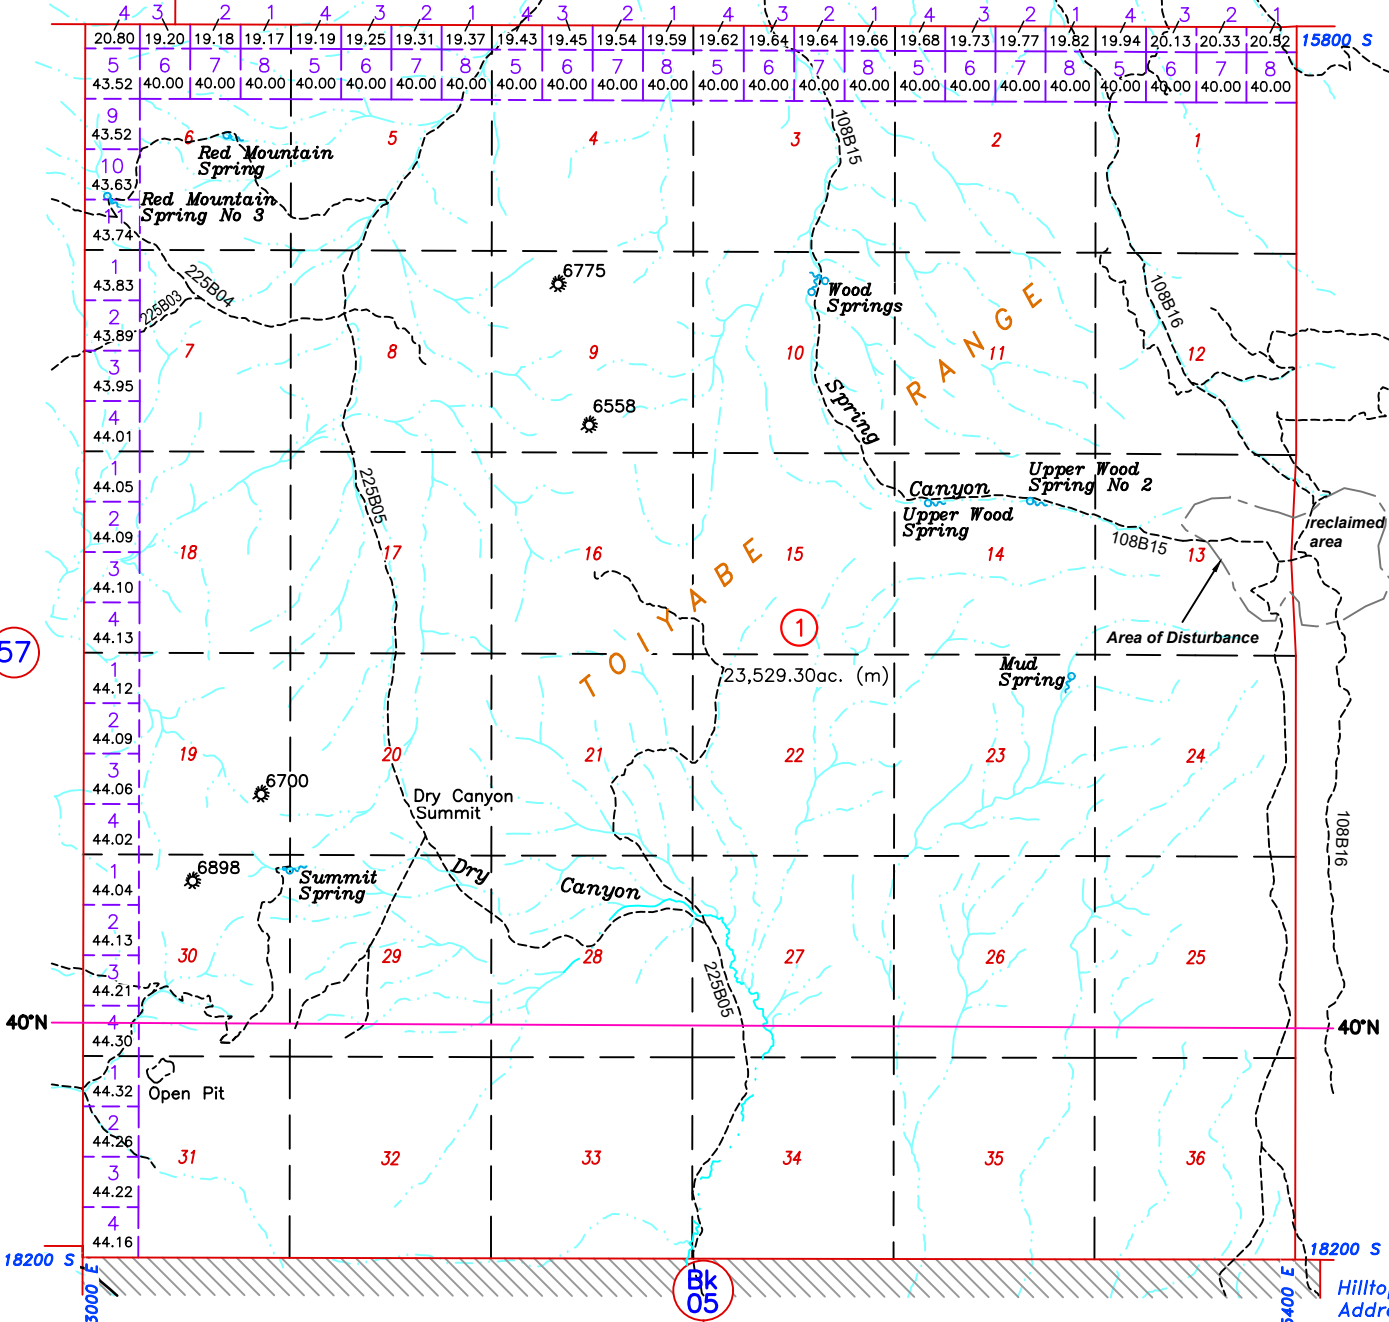 4 3 2 1 4 3 2 1 4 3 2 1 4 3 2 1 4 3 2 1 4 3 2 1
20.80 19.20 19.18 19.17 19.19 19.25 19.31 19.37 19.43 19.45 19.54 19.59 19.62 19.64 19.64 19.66 19.68 19.73 19.77 19.82 19.94 20.13 20.33 20.52
15800 S
5 6 7 8 5 6 7 8 5 6 7 8 5 6 7 8 5 6 7 8 5 6 7 8
43.52 40.00 40.00 40.00 40.00 40.00 40.00 40.00 40.00 40.00 40.00 40.00 40.00 40.00 40.00 40.00 40.00 40.00 40.00 40.00 40.00 40.00 40.00 40.00
9
43.52
6 5 4 3 2 1
108B15
Red Mountain
Spring
10
43.63
Red Mountain
Spring No 3
11
43.74
1
43.83
225B04
225B03
6775
Wood
Springs
108B16
2
43.89
RANGE
7 8 9 10 11 12
3
43.95
Spring
4
44.01
6558
1
44.05
225B05
Canyon
Upper Wood
Spring No 2
Upper Wood
Spring
2
44.09
108B15
reclaimed
area
18 17 16 15 14 13
3
44.10
TOIYABE
4
44.13
1
Area of Disturbance
57
1
44.12
23,529.30ac. (m)
Mud
Spring
2
44.09
19 20 21 22 23 24
3
44.06
6700
Dry Canyon
Summit
4
44.02
108B16
1
44.04
6898
Summit
Spring
Dry
Canyon
2
44.13
30 29 28 27 26 25
3
44.21
225B05
40°N
4
40°N
44.30
1
44.32
Open Pit
2
44.26
31 32 33 34 35 36
3
44.22
4
44.16
18200 S
18200 S
3000 E
Bk
05
400 E